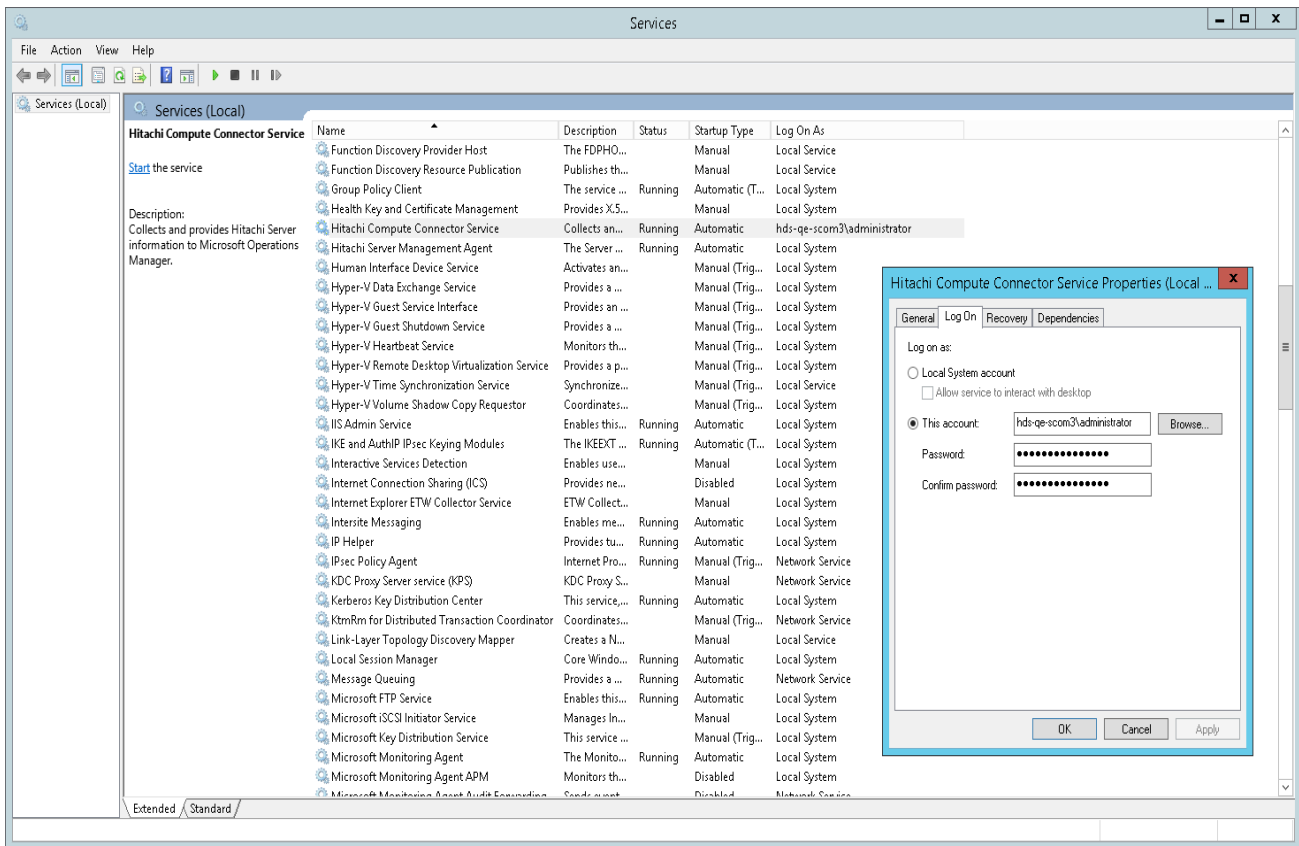 Services
File Action View Help
Services (Local)
Services (Local)
Hitachi Compute Connector Service
Start the service
Description:
Collects and provides Hitachi Server
information to Microsoft Operations
Manager.
Name Description Status Startup Type Log On As
Function Discovery Provider Host The FDPHO... Manual Local Service
Function Discovery Resource Publication Publishes th... Manual Local Service
Group Policy Client The service ... Running Automatic (T... Local System
Health Key and Certificate Management Provides X.5... Manual Local System
Hitachi Compute Connector Service Collects an... Running Automatic hds-qe-scom3\administrator
Hitachi Server Management Agent The Server ... Running Automatic Local System
Human Interface Device Service Activates an... Manual (Trig... Local System
Hyper-V Data Exchange Service Provides a ... Manual (Trig... Local System
Hyper-V Guest Service Interface Provides an ... Manual (Trig... Local System
Hyper-V Guest Shutdown Service Provides a ... Manual (Trig... Local System
Hyper-V Heartbeat Service Monitors th... Manual (Trig... Local System
Hyper-V Remote Desktop Virtualization Service Provides a p... Manual (Trig... Local System
Hyper-V Time Synchronization Service Synchronize... Manual (Trig... Local Service
Hyper-V Volume Shadow Copy Requestor Coordinates... Manual (Trig... Local System
IIS Admin Service Enables this... Running Automatic Local System
IKE and AuthIP IPsec Keying Modules The IKEEXT ... Running Automatic (T... Local System
Interactive Services Detection Enables use... Manual Local System
Internet Connection Sharing (ICS) Provides ne... Disabled Local System
Internet Explorer ETW Collector Service ETW Collect... Manual Local System
Intersite Messaging Enables me... Running Automatic Local System
IP Helper Provides tu... Running Automatic Local System
IPsec Policy Agent Internet Pro... Running Manual (Trig... Network Service
KDC Proxy Server service (KPS) KDC Proxy S... Manual Network Service
Kerberos Key Distribution Center This service,... Running Automatic Local System
KtmRm for Distributed Transaction Coordinator Coordinates... Manual (Trig... Network Service
Link-Layer Topology Discovery Mapper Creates a N... Manual Local Service
Local Session Manager Core Windo... Running Automatic Local System
Message Queuing Provides a ... Running Automatic Network Service
Microsoft FTP Service Enables this... Running Automatic Local System
Microsoft iSCSI Initiator Service Manages In... Manual Local System
Microsoft Key Distribution Service This service ... Manual (Trig... Local System
Microsoft Monitoring Agent The Monito... Running Automatic Local System
Microsoft Monitoring Agent APM Monitors th... Disabled Local System
Microsoft Monitoring Agent Audit Forwarding Sends event... Disabled Network Service
Extended Standard
Hitachi Compute Connector Service Properties (Local ...
General Log On Recovery Dependencies
Log on as:
Local System account
Allow service to interact with desktop
This account: hds-qe-scom3\administrator Browse...
Password:
Confirm password:
OK Cancel Apply